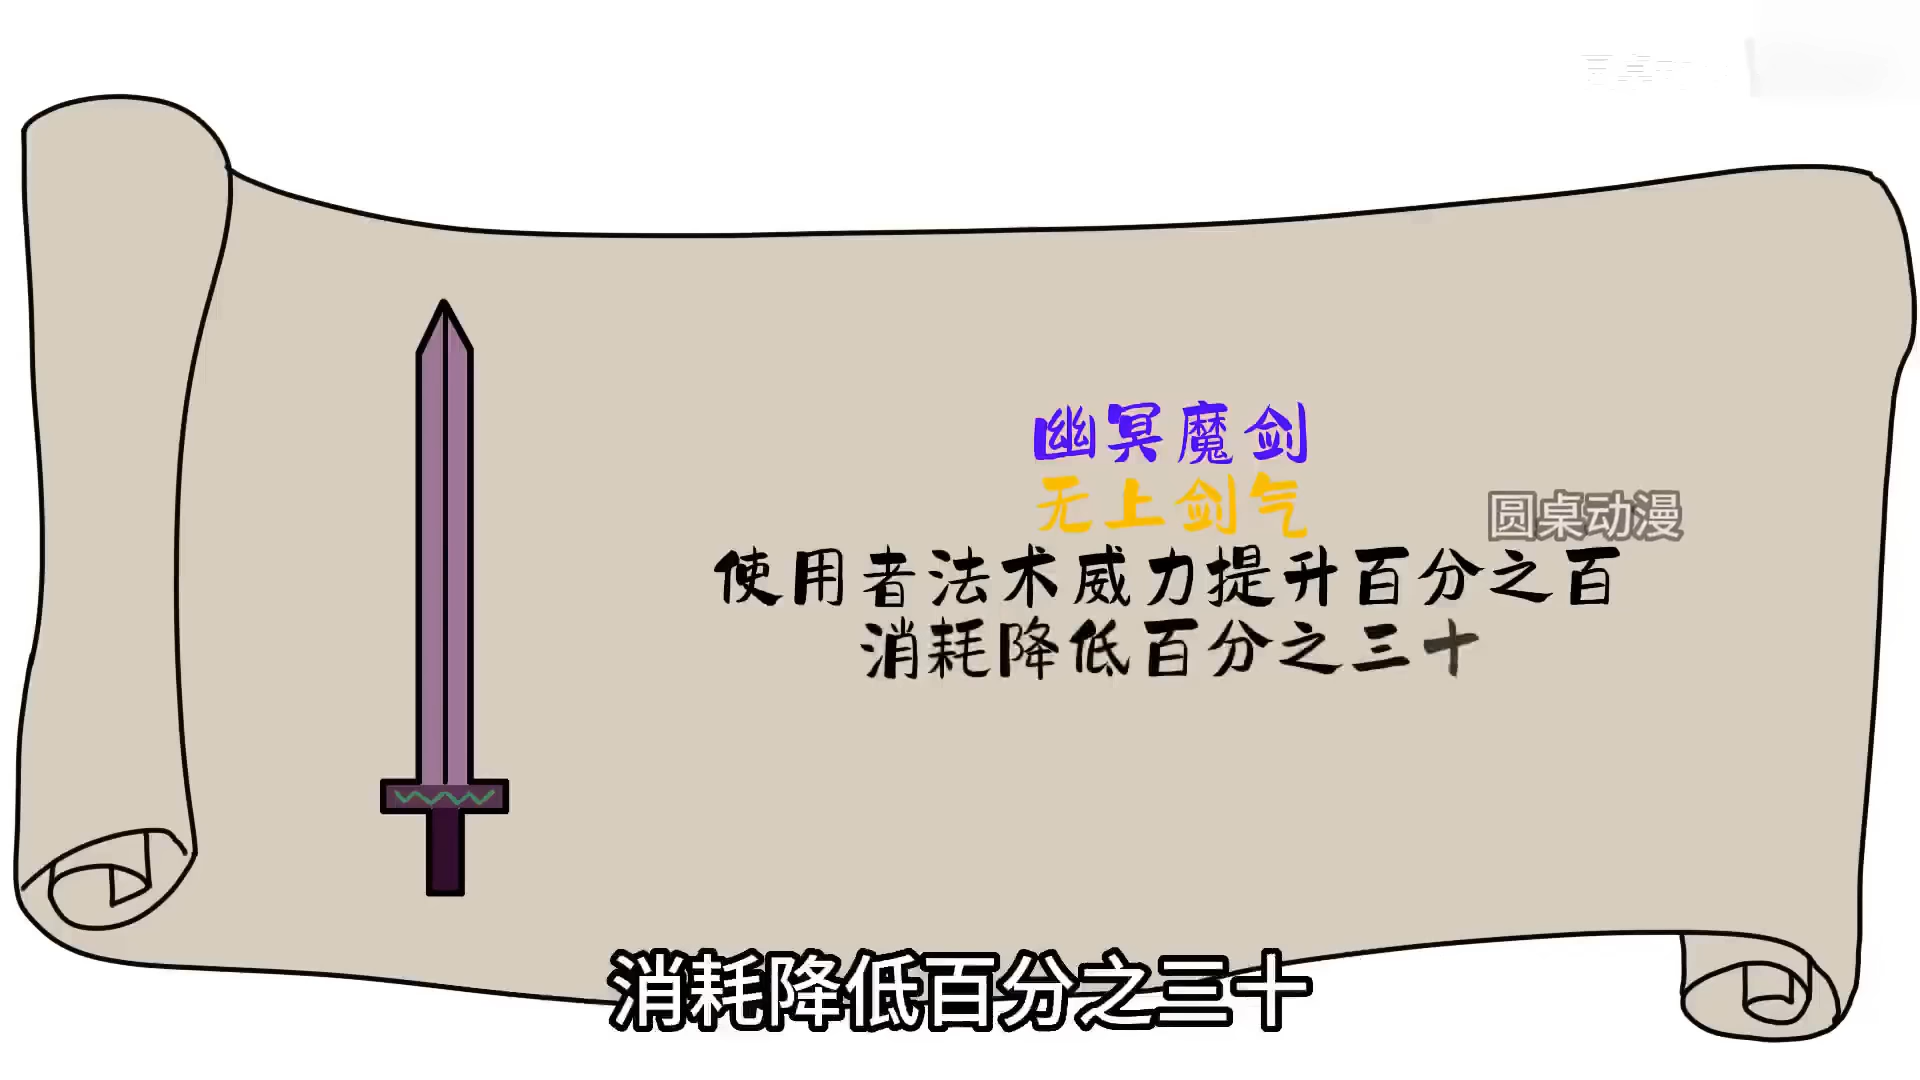 幽冥魔剑
无上剑气
圆桌动漫
使用者法术威力提升百分之百
消耗降低百分之三十
消耗降低百分之三十